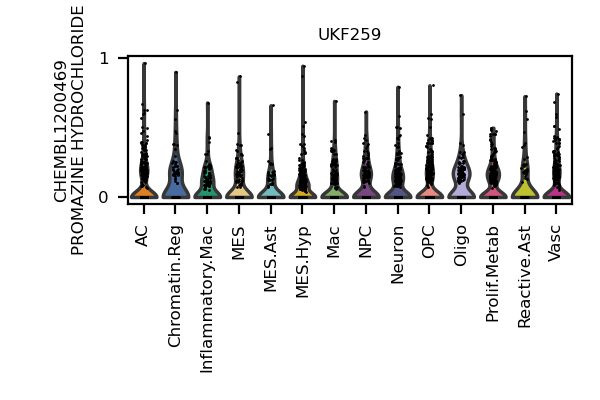 UKF259
CHEMBL1200469
PROMAZINE HYDROCHLORIDE
1
0
AC
Chromatin.Reg
Inflammatory.Mac
MES
MES.Ast
MES.Hyp
Mac
NPC
Neuron
OPC
Oligo
Prolif.Metab
Reactive.Ast
Vasc